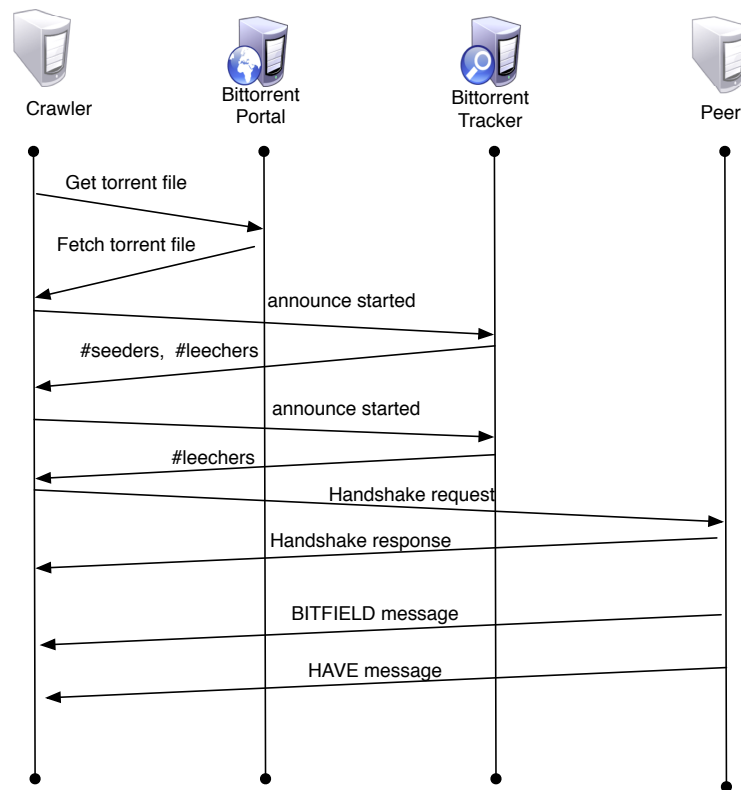 Crawler
Bittorrent
Portal
Bittorrent
Tracker
Peer
Get torrent file
Fetch torrent file
announce started
#seeders, #leechers
announce started
#leechers
Handshake request
Handshake response
BITFIELD message
HAVE message